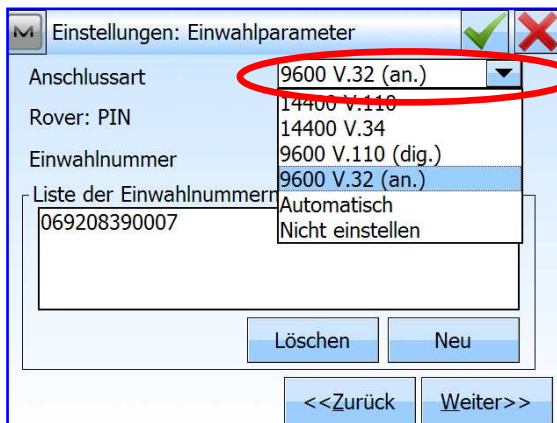 M Einstellungen: Einwahlparameter
Anschlussart 9600 V.32 (an.)
14400 V.110
Rover: PIN 14400 V.34
9600 V.110 (dig.)
Einwahlnummer 9600 V.32 (an.)
Liste der Einwahlnummern Automatisch
069208390007 Nicht einstellen
Löschen Neu
<<Zurück Weiter>>